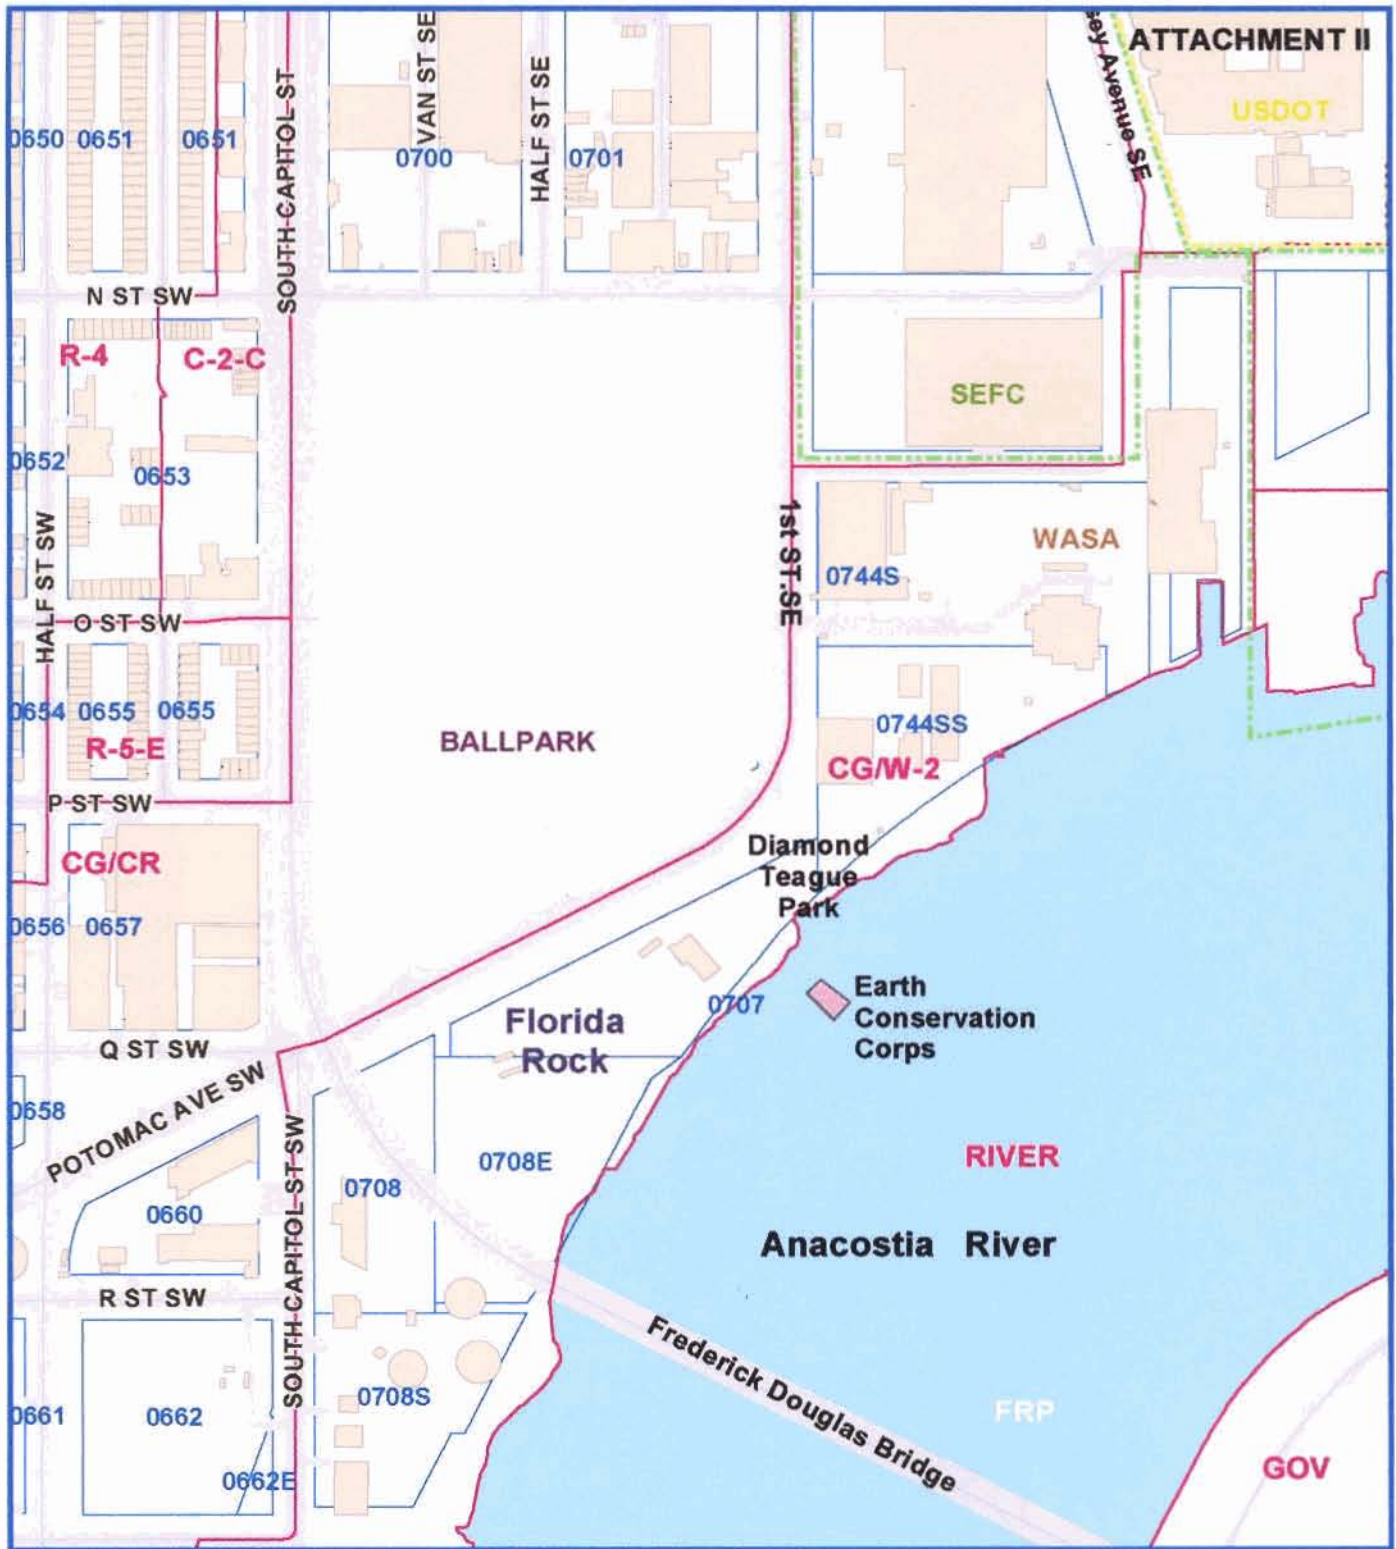 ATTACHMENT II
USDOT
sey Avenue SE
VAN ST SE
HALF ST SE
SOUTH CAPITOL ST
0650
0651
0651
0700
0701
N ST SW
R-4
C-2-C
SEFC
0652
0653
HALF ST SW
1st ST.SE
WASA
0744S
O ST SW
0654
0655
0655
R-5-E
0744SS
BALLPARK
CG/W-2
P ST SW
CG/CR
Diamond
Teague
Park
0656
0657
Earth
Conservation
Corps
0707
Florida
Rock
Q ST SW
POTOMAC AVE SW
0658
SOUTH CAPITOL ST SW
RIVER
0708E
0708
0660
Anacostia River
R ST SW
Frederick Douglas Bridge
0708S
0661
0662
FRP
GOV
0662E